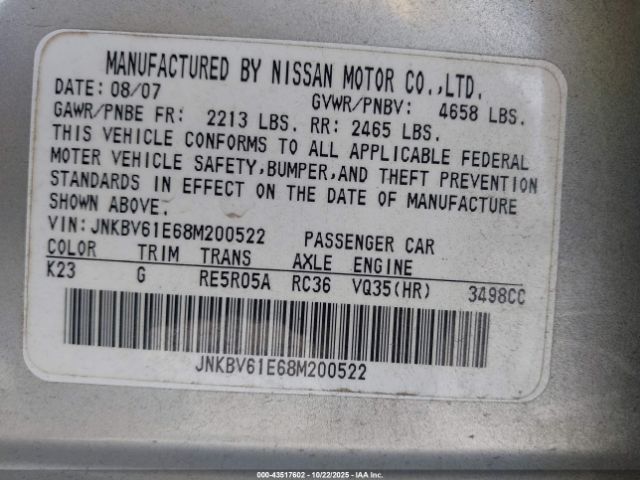 MANUFACTURED BY NISSAN MOTOR CO.,LTD.
DATE: 08/07 GVWR/PNBV: 4658 LBS.
GAWR/PNBE FR: 2213 LBS. RR: 2465 LBS.
THIS VEHICLE CONFORMS TO ALL APPLICABLE FEDERAL
MOTER VEHICLE SAFETY,BUMPER,AND THEFT PREVENTION
STANDARDS IN EFFECT ON THE DATE OF MANUFACTURE
SHOWN ABOVE.
VIN: JNKBV61E68M200522 PASSENGER CAR
COLOR TRIM TRANS AXLE ENGINE
K23 G RE5R05A RC36 VQ35(HR) 3498CC
JNKBV61E68M200522
000-43517602 - 10/22/2025 - IAAI.COM